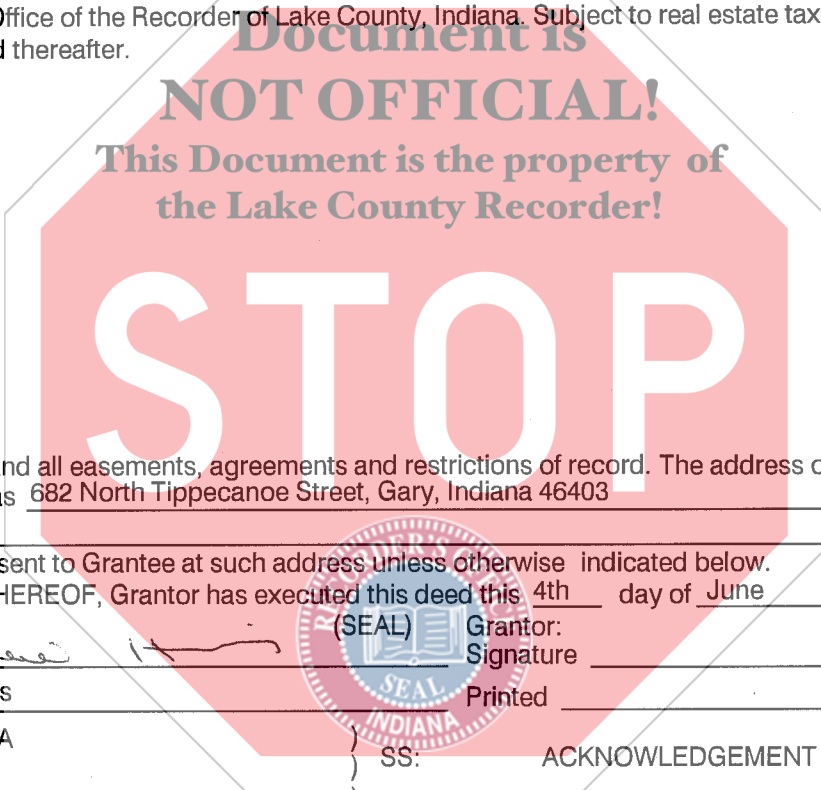 Office of the Recorder of Lake County, Indiana. Subject to real estate tax
thereafter.
Document is
NOT OFFICIAL!
This Document is the property of
the Lake County Recorder!
STOP
and all easements, agreements and restrictions of record. The address
682 North Tippecanoe Street, Gary, Indiana 46403
sent to Grantee at such address unless otherwise indicated below.
HEREOF, Grantor has executed this deed this 4th day of June
(SEAL) Grantor:
Signature
Printed
RECORDER'S
SEAL
INDIANA
) SS: ACKNOWLEDGEMENT
)